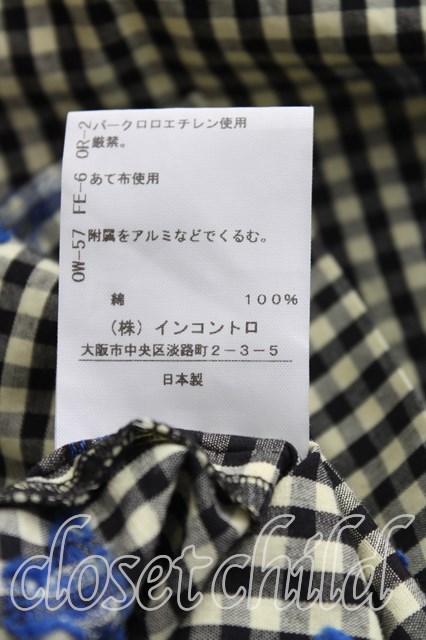 パークロロエチレン使用
厳禁。
あて布使用
附属をアルミなどでくるむ。
OW-57 FE-6 OR-2
綿 100%
(株) インコントロ
大阪市中央区淡路町2-3-5
日本製
closet child